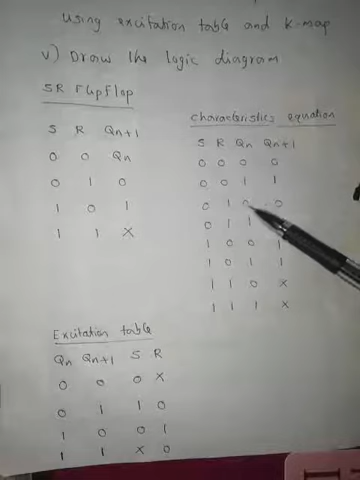 using excitation table and K-map
v) Draw the logic diagram
SR Flipflop
S R Qn+1
0 0 Qn
0 1 0
1 0 1
1 1 X
Characteristics equation
S R Qn Qn+1
0 0 0 0
0 0 1 1
0 1 0 0
0 1 1
1 0 0 1
1 0 1 1
1 1 0 X
1 1 1 X
Excitation table
Qn Qn+1 S R
0 0 0 X
0 1 1 0
1 0 0 1
1 1 X 0